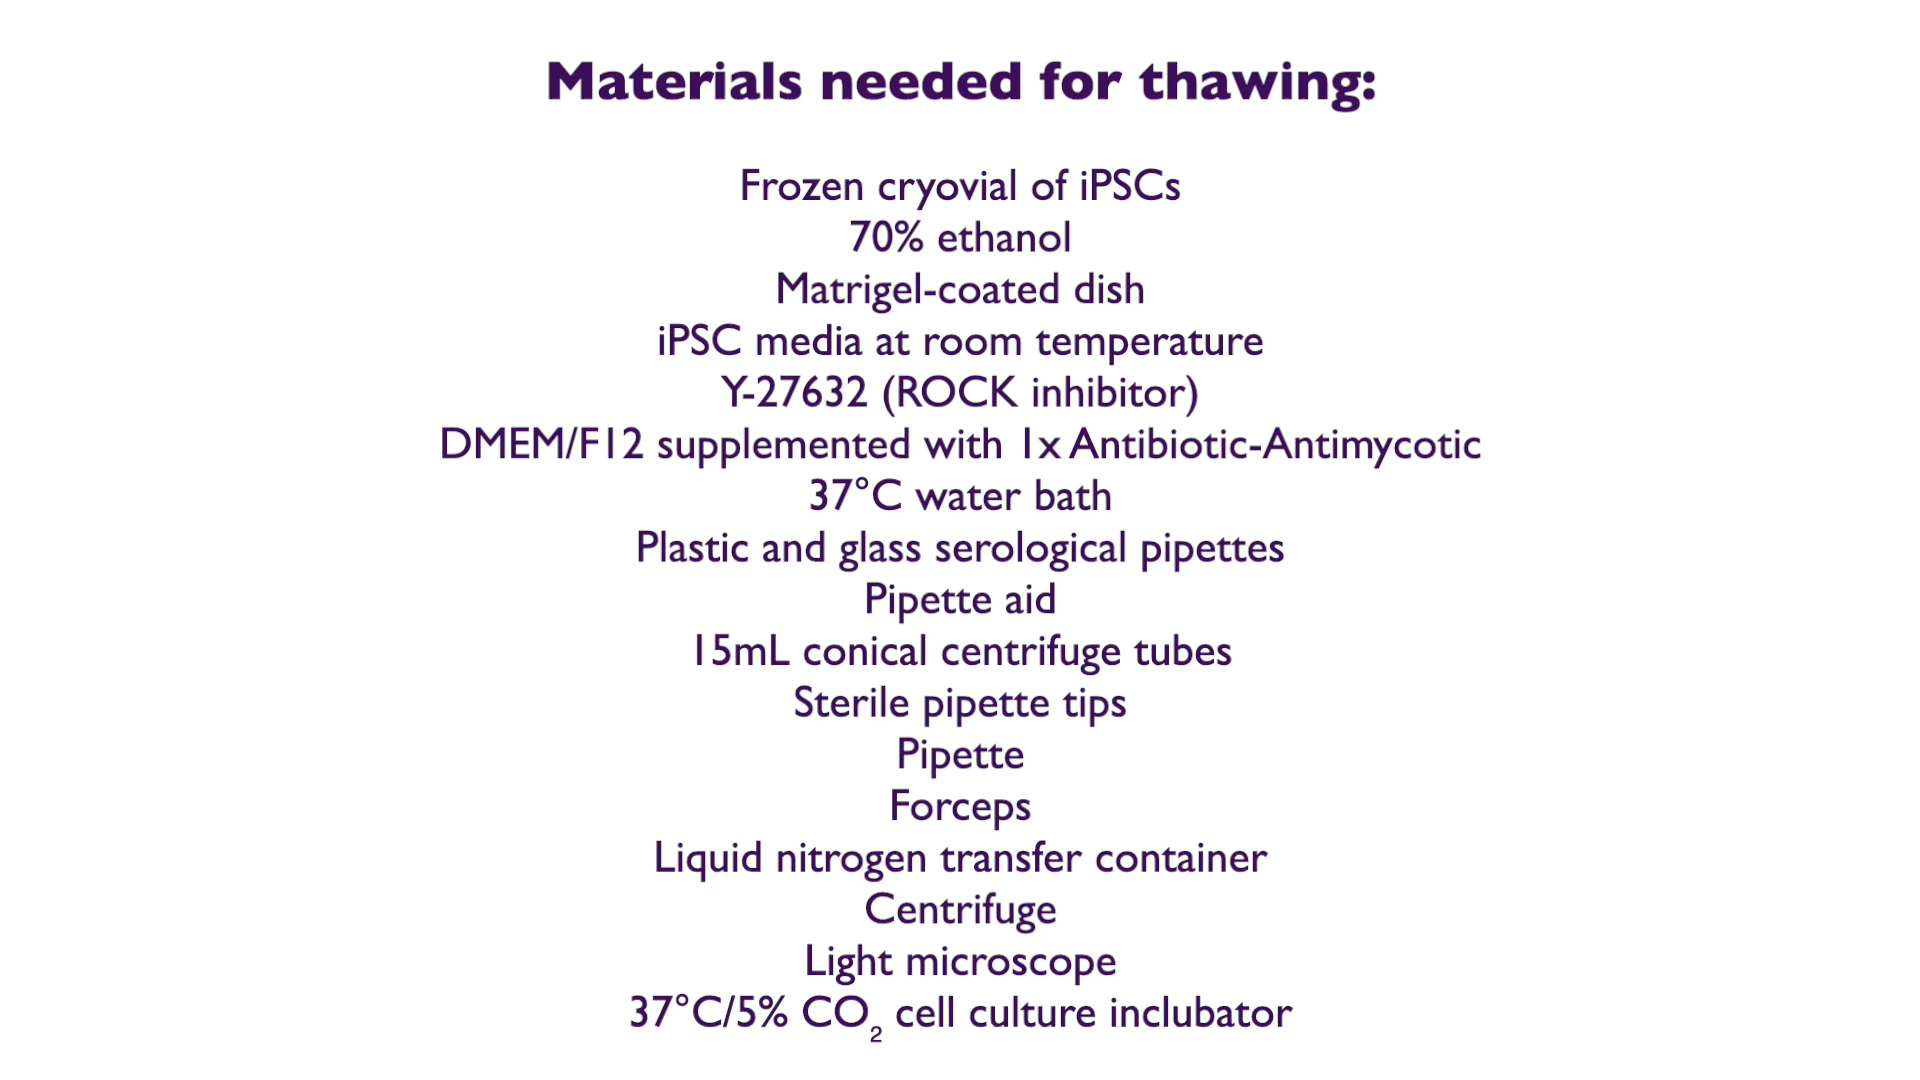 Materials needed for thawing:
Frozen cryovial of iPSCs
70% ethanol
Matrigel-coated dish
iPSC media at room temperature
Y-27632 (ROCK inhibitor)
DMEM/F12 supplemented with 1x Antibiotic-Antimycotic
37°C water bath
Plastic and glass serological pipettes
Pipette aid
15mL conical centrifuge tubes
Sterile pipette tips
Pipette
Forceps
Liquid nitrogen transfer container
Centrifuge
Light microscope
37°C/5% CO₂ cell culture inclubator